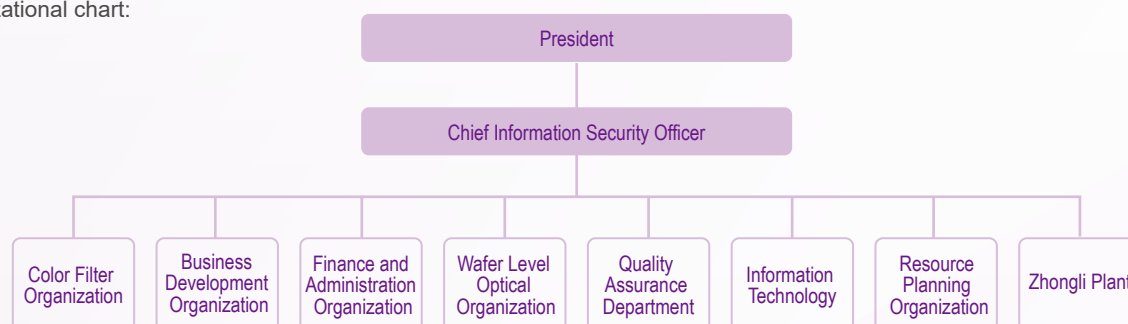 ational chart:
President
Chief Information Security Officer
Color Filter
Organization
Business
Development
Organization
Finance and
Administration
Organization
Wafer Level
Optical
Organization
Quality
Assurance
Department
Information
Technology
Resource
Planning
Organization
Zhongli Plant